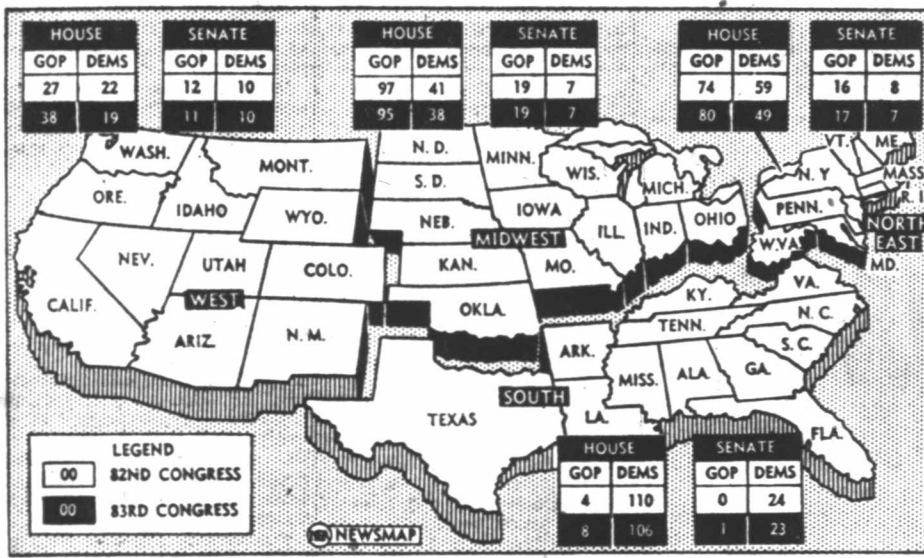 HOUSE SENATE HOUSE SENATE HOUSE SENATE
GOP DEMS GOP DEMS GOP DEMS GOP DEMS GOP DEMS GOP DEMS
27 22 12 10 97 41 19 7 74 59 16 8
38 19 11 10 95 38 19 7 80 49 17 7
WASH. MONT. N. D. MINN. VT. ME.
ORE. IDAHO WYO. S. D. WIS. MICH. N. Y MASS
NEB. IOWA PENN. R.
NEV. UTAH COLO. MIDWEST ILL. IND. OHIO W.VA NORTH
EAST
KAN. MO. MD.
CALIF. WEST KY. VA.
ARIZ. N. M. OKLA. TENN. N. C.
ARK. S. C.
MISS. ALA. GA.
TEXAS SOUTH LA. FLA.
LEGEND
00 82ND CONGRESS
00 83RD CONGRESS
NEWSMAP
HOUSE SENATE
GOP DEMS GOP DEMS
4 110 0 24
8 106 1 23